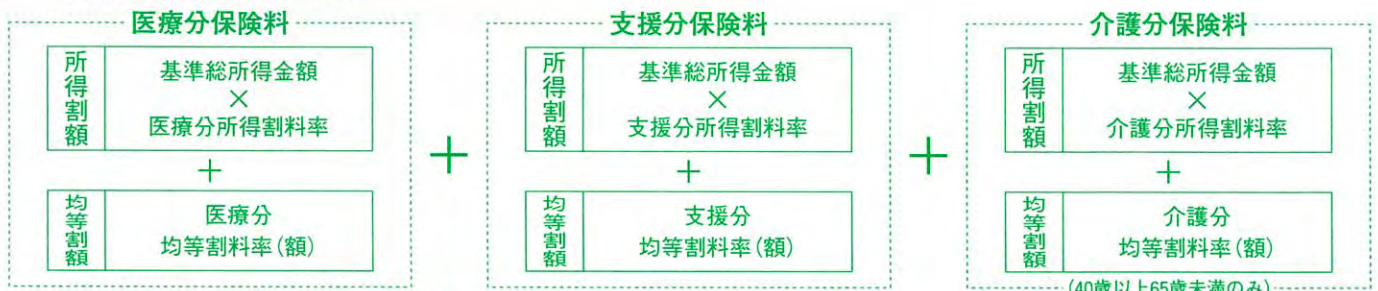 医療分保険料
所得割額
基準総所得金額
×
医療分所得割料率
+
均等割額
医療分
均等割料率(額)
+
支援分保険料
所得割額
基準総所得金額
×
支援分所得割料率
+
均等割額
支援分
均等割料率(額)
+
介護分保険料
所得割額
基準総所得金額
×
介護分所得割料率
+
均等割額
介護分
均等割料率(額)
(40歳以上65歳未満のみ)